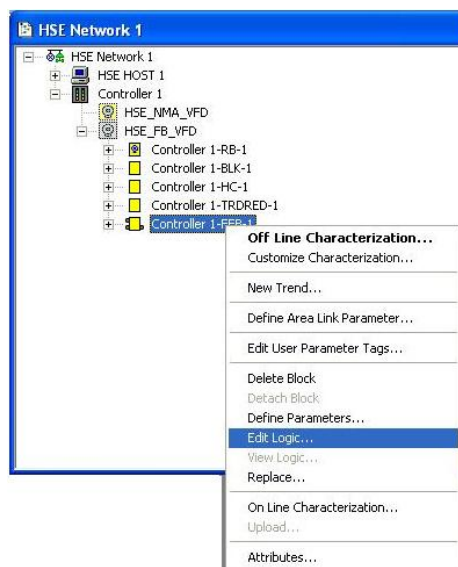 HSE Network 1
HSE Network 1
HSE HOST 1
Controller 1
HSE_NMA_VFD
HSE_FB_VFD
Controller 1-RB-1
Controller 1-BLK-1
Controller 1-HC-1
Controller 1-TRDRED-1
Controller 1-FFB-1
Off Line Characterization...
Customize Characterization...
New Trend...
Define Area Link Parameter...
Edit User Parameter Tags...
Delete Block
Detach Block
Define Parameters...
Edit Logic...
View Logic...
Replace...
On Line Characterization...
Upload...
Attributes...